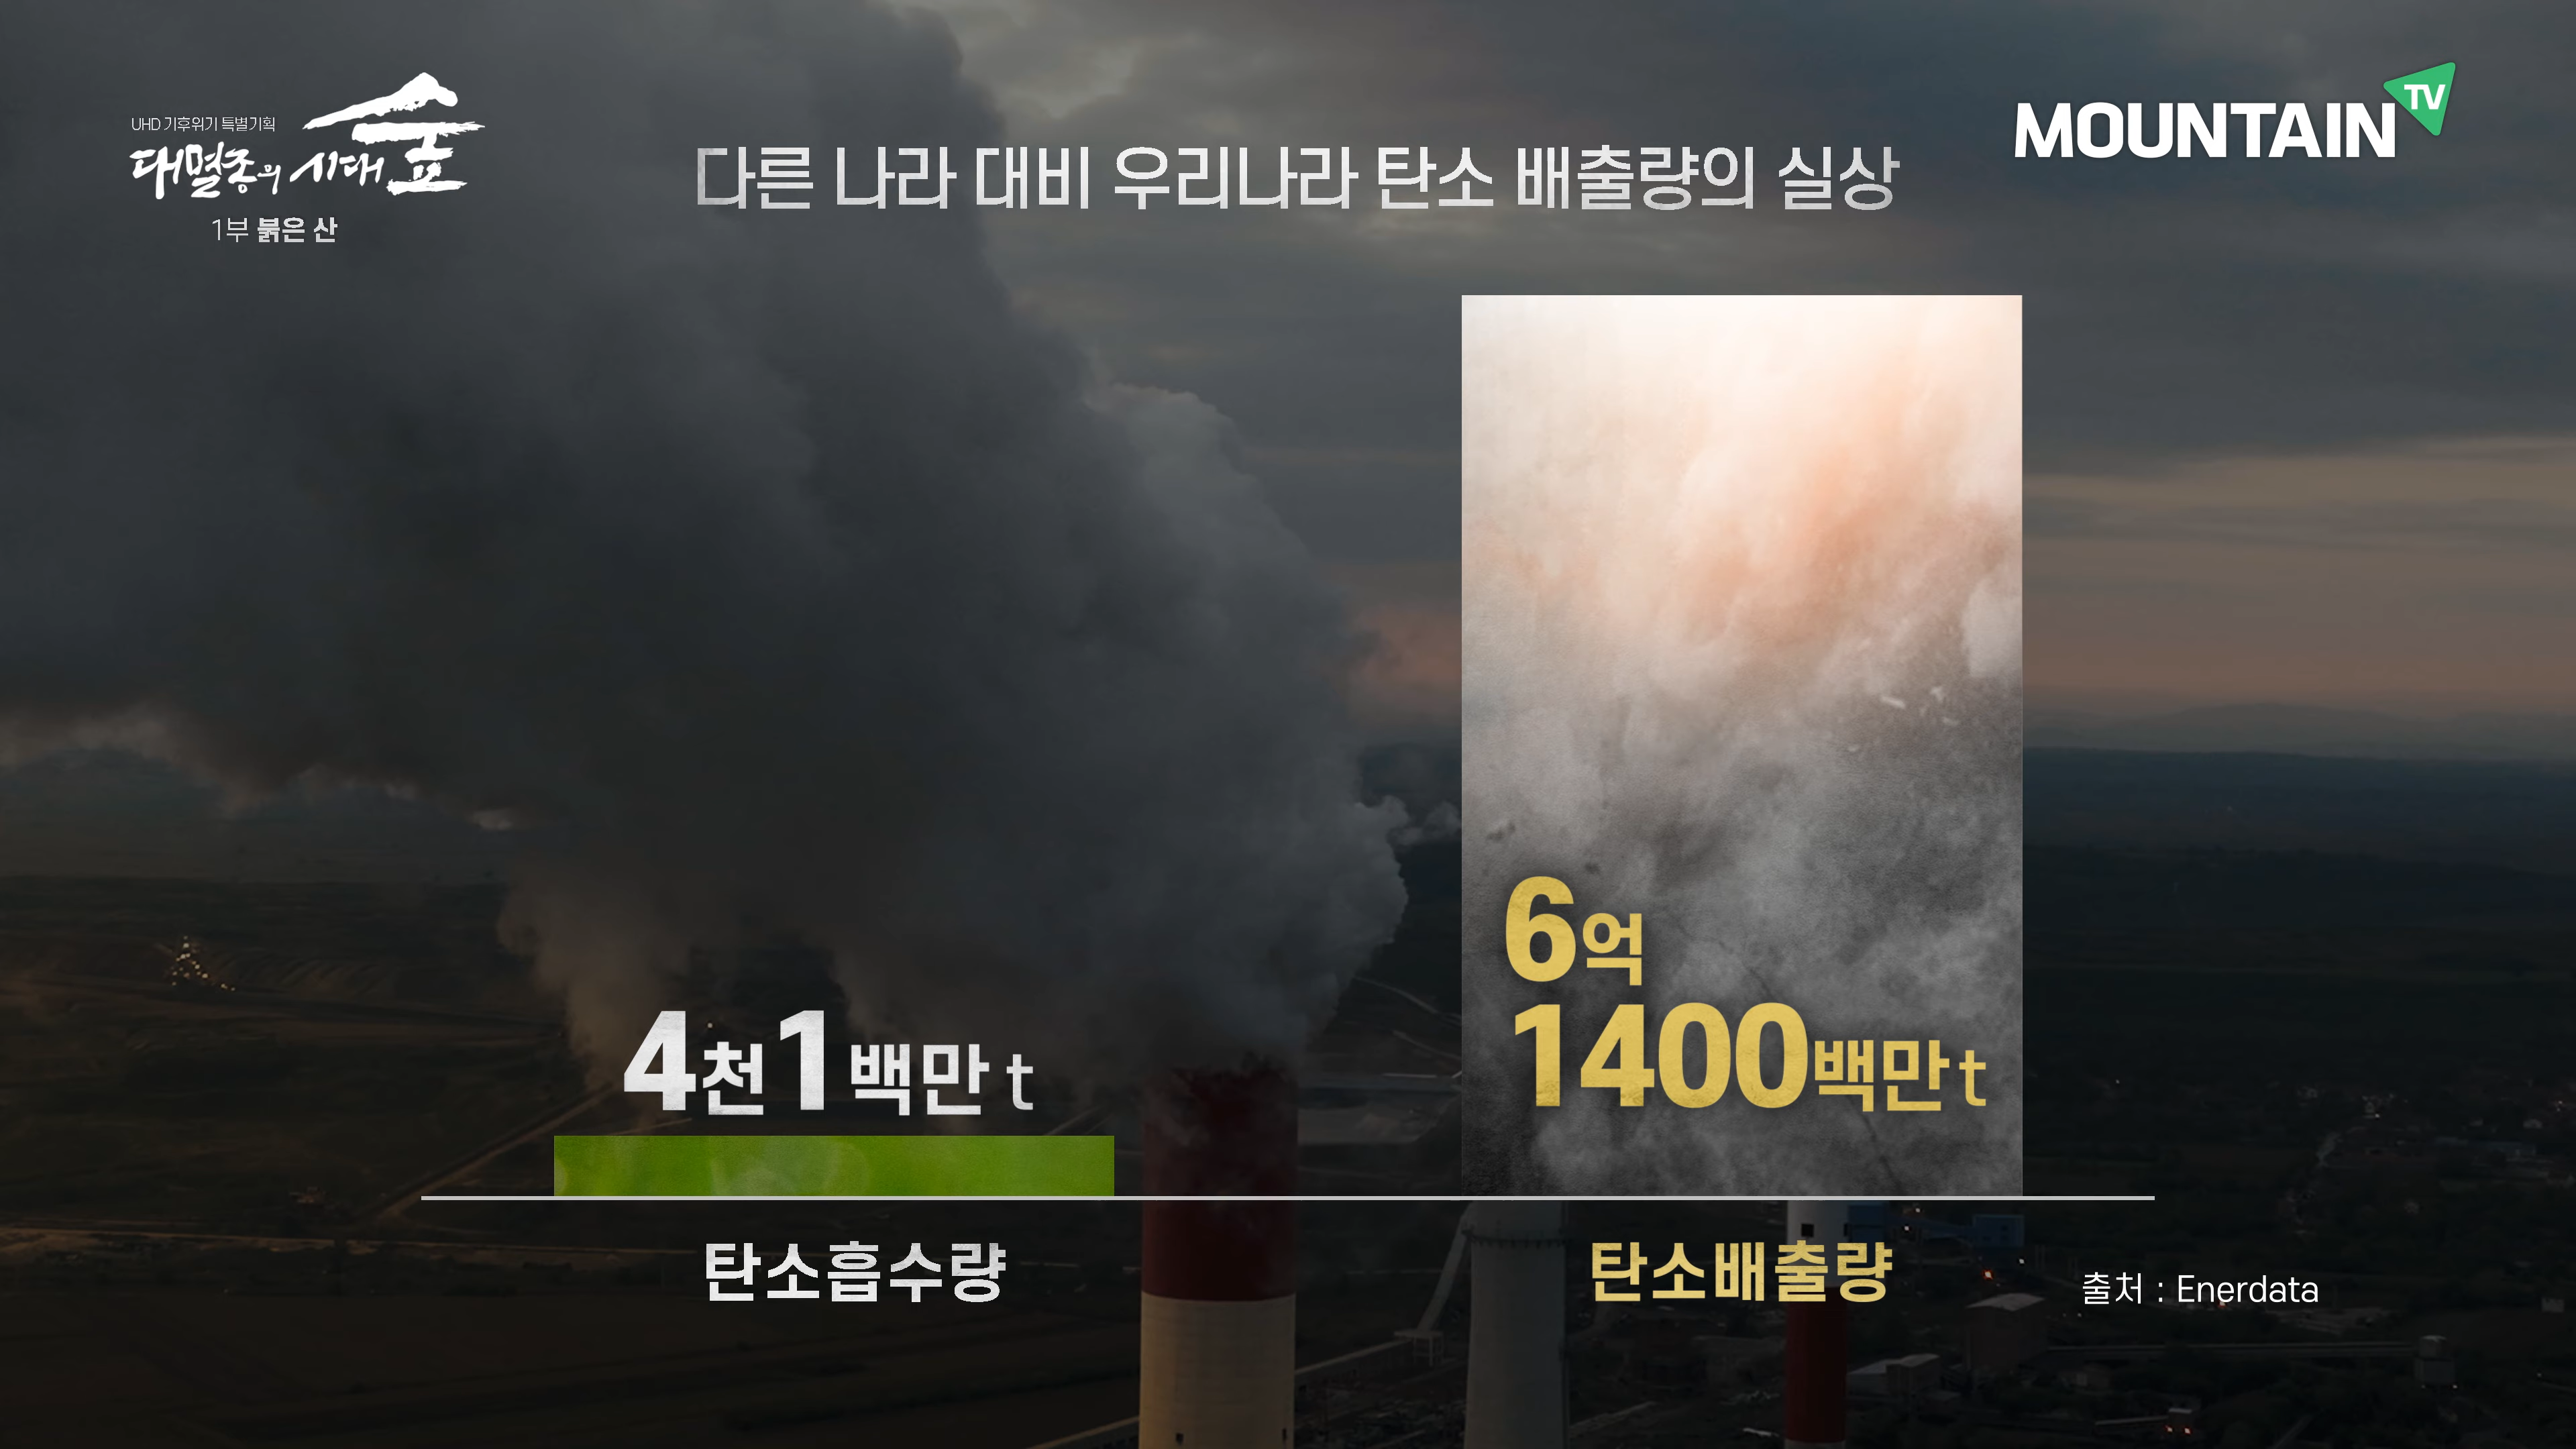 UHD 기후위기 특별기획
대멸종의 시대 숲
1부 붉은 산
다른 나라 대비 우리나라 탄소 배출량의 실상
MOUNTAIN TV
4천1백만 t
6억
1400백만 t
탄소흡수량
탄소배출량
출처 : Enerdata